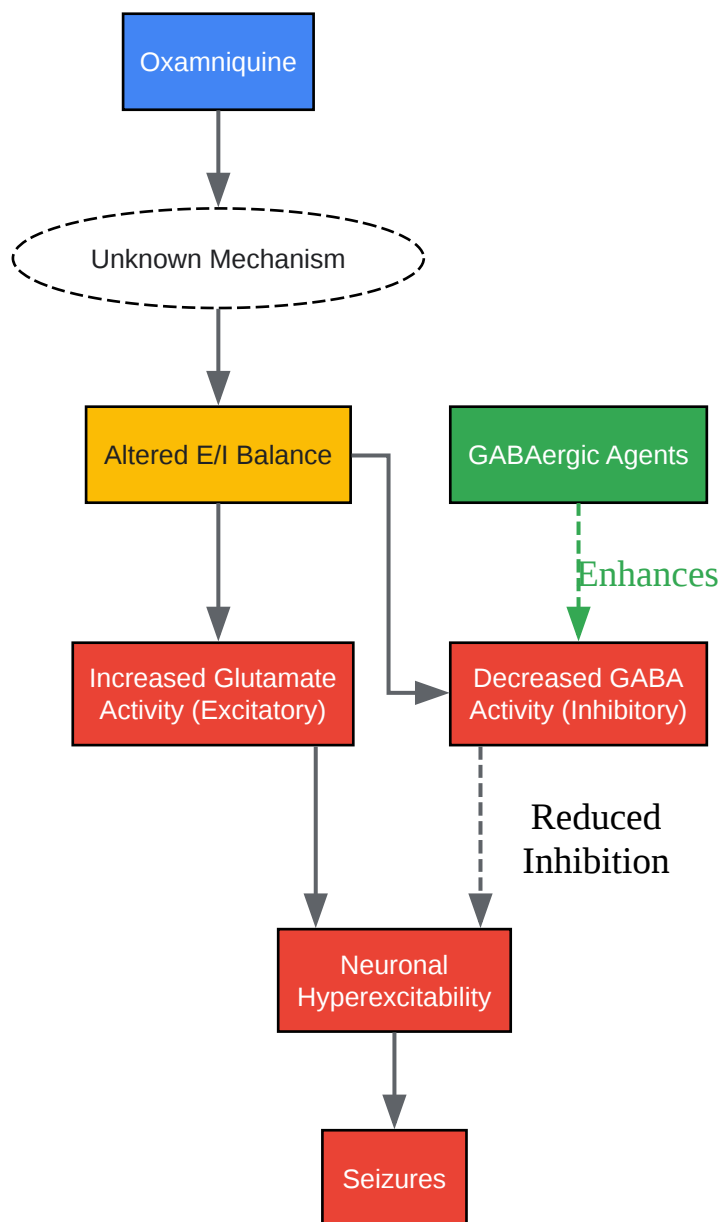 Oxamniquine
Unknown Mechanism
Altered E/I Balance
GABAergic Agents
Enhances
Increased Glutamate
Activity (Excitatory)
Decreased GABA
Activity (Inhibitory)
Reduced
Inhibition
Neuronal
Hyperexcitability
Seizures